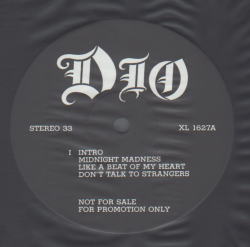 DIO
STEREO 33 XL 1627A
1 INTRO
MIDNIGHT MADNESS
LIKE A BEAT OF MY HEART
DON'T TALK TO STRANGERS
NOT FOR SALE
FOR PROMOTION ONLY